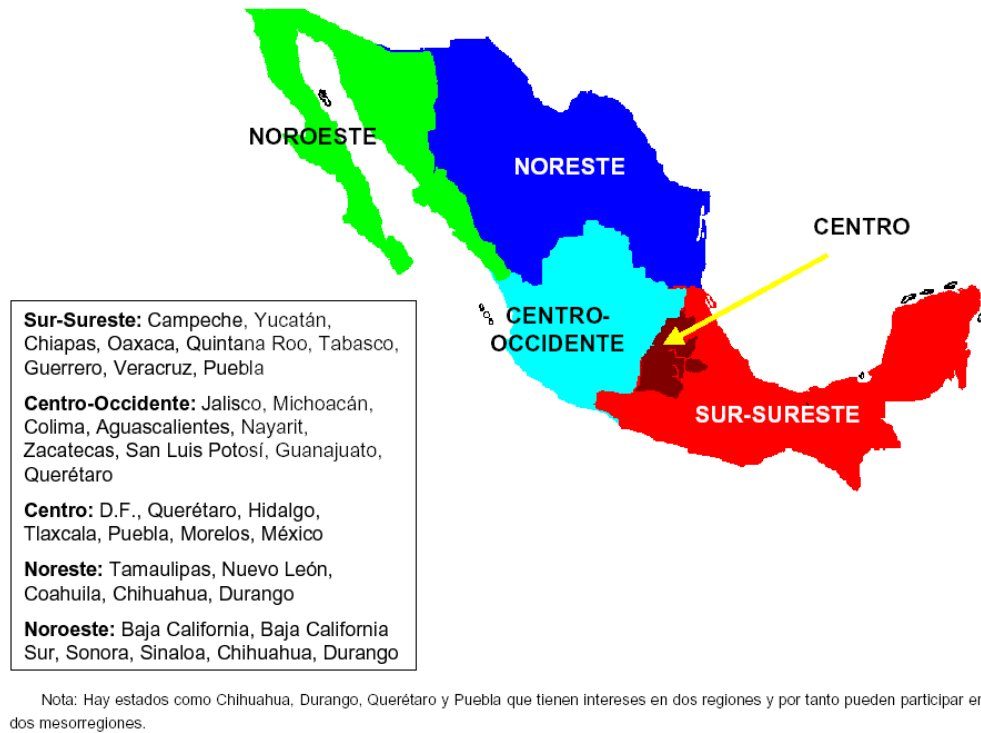 NOROESTE
NORESTE
CENTRO
CENTRO-
OCCIDENTE
SUR-SURESTE
Sur-Sureste: Campeche, Yucatán,
Chiapas, Oaxaca, Quintana Roo, Tabasco,
Guerrero, Veracruz, Puebla
Centro-Occidente: Jalisco, Michoacán,
Colima, Aguascalientes, Nayarit,
Zacatecas, San Luis Potosí, Guanajuato,
Querétaro
Centro: D.F., Querétaro, Hidalgo,
Tlaxcala, Puebla, Morelos, México
Noreste: Tamaulipas, Nuevo León,
Coahuila, Chihuahua, Durango
Noroeste: Baja California, Baja California
Sur, Sonora, Sinaloa, Chihuahua, Durango
Nota: Hay estados como Chihuahua, Durango, Querétaro y Puebla que tienen intereses en dos regiones y por tanto pueden participar en
dos mesorregiones.